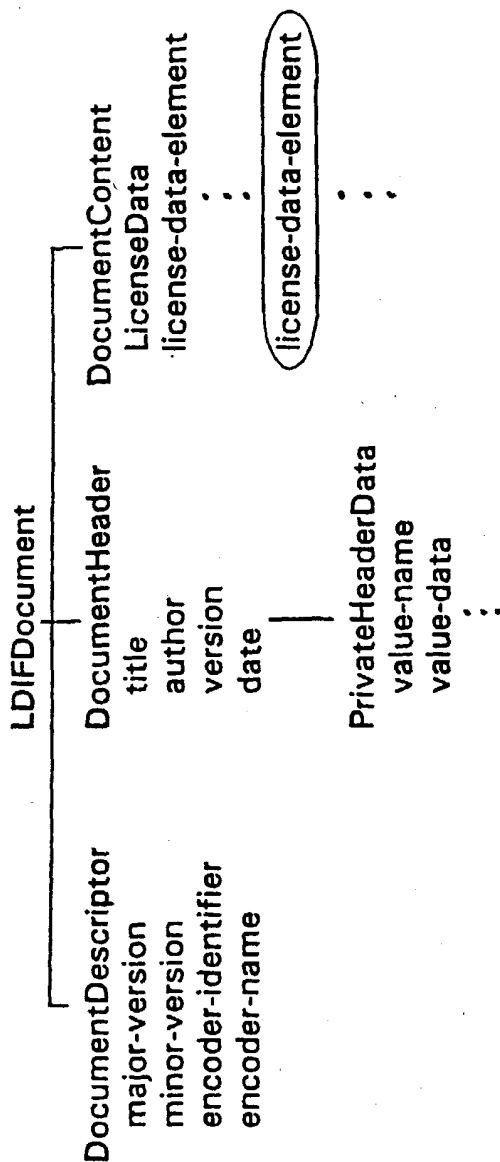 LDIFDocument
DocumentDescriptor
major-version
minor-version
encoder-identifier
encoder-name
DocumentHeader
title
author
version
date
PrivateHeaderData
value-name
value-data
DocumentContent
LicenseData
license-data-element
license-data-element